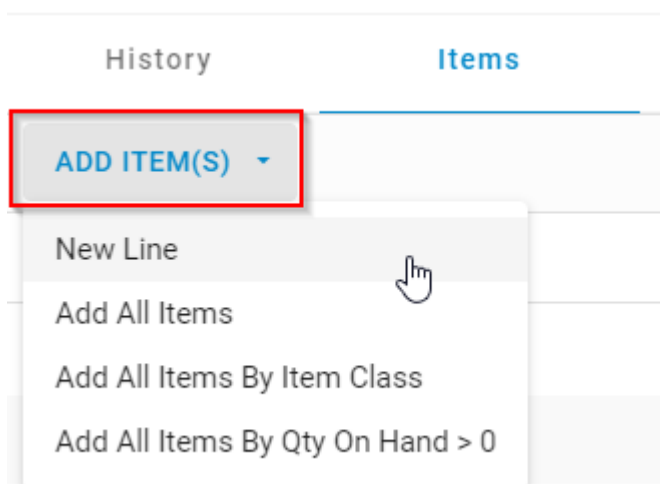 History Items
ADD ITEM(S)
New Line
Add All Items
Add All Items By Item Class
Add All Items By Qty On Hand > 0